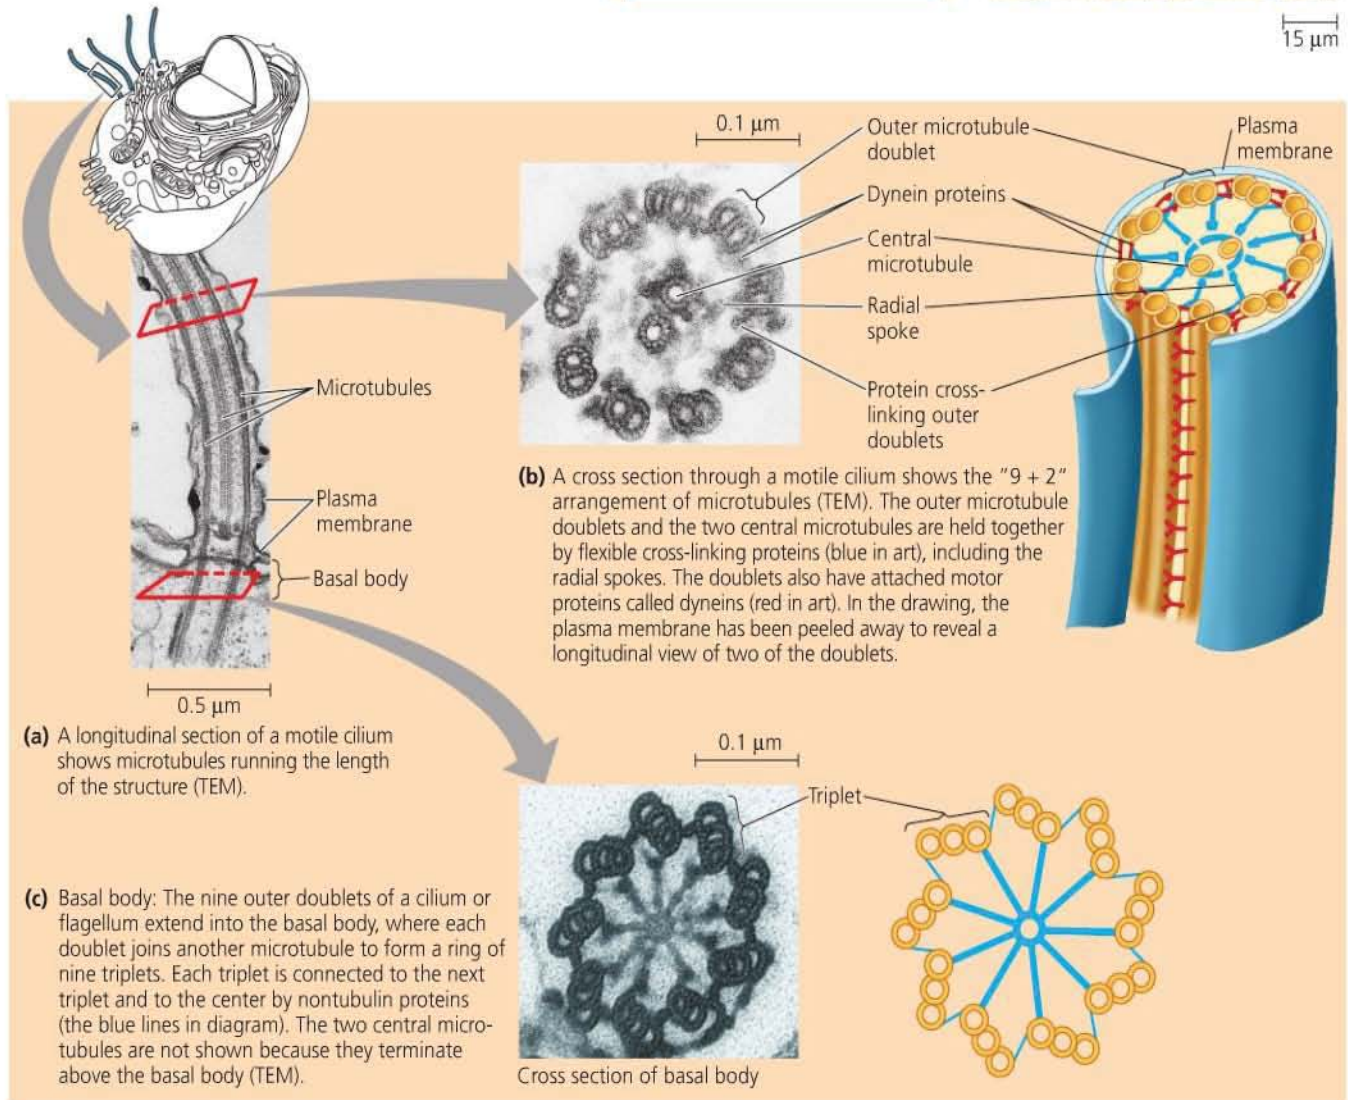 15 μm
0.1 μm
Outer microtubule
doublet
Plasma
membrane
Dynein proteins
Central
microtubule
Radial
spoke
Microtubules
Protein cross-
linking outer
doublets
(b) A cross section through a motile cilium shows the "9 + 2"
arrangement of microtubules (TEM). The outer microtubule
doublets and the two central microtubules are held together
by flexible cross-linking proteins (blue in art), including the
radial spokes. The doublets also have attached motor
proteins called dyneins (red in art). In the drawing, the
plasma membrane has been peeled away to reveal a
longitudinal view of two of the doublets.
Plasma
membrane
Basal body
0.5 μm
(a) A longitudinal section of a motile cilium
shows microtubules running the length
of the structure (TEM).
0.1 μm
Triplet
(c) Basal body: The nine outer doublets of a cilium or
flagellum extend into the basal body, where each
doublet joins another microtubule to form a ring of
nine triplets. Each triplet is connected to the next
triplet and to the center by nontubulin proteins
(the blue lines in diagram). The two central micro-
tubules are not shown because they terminate
above the basal body (TEM).
Cross section of basal body